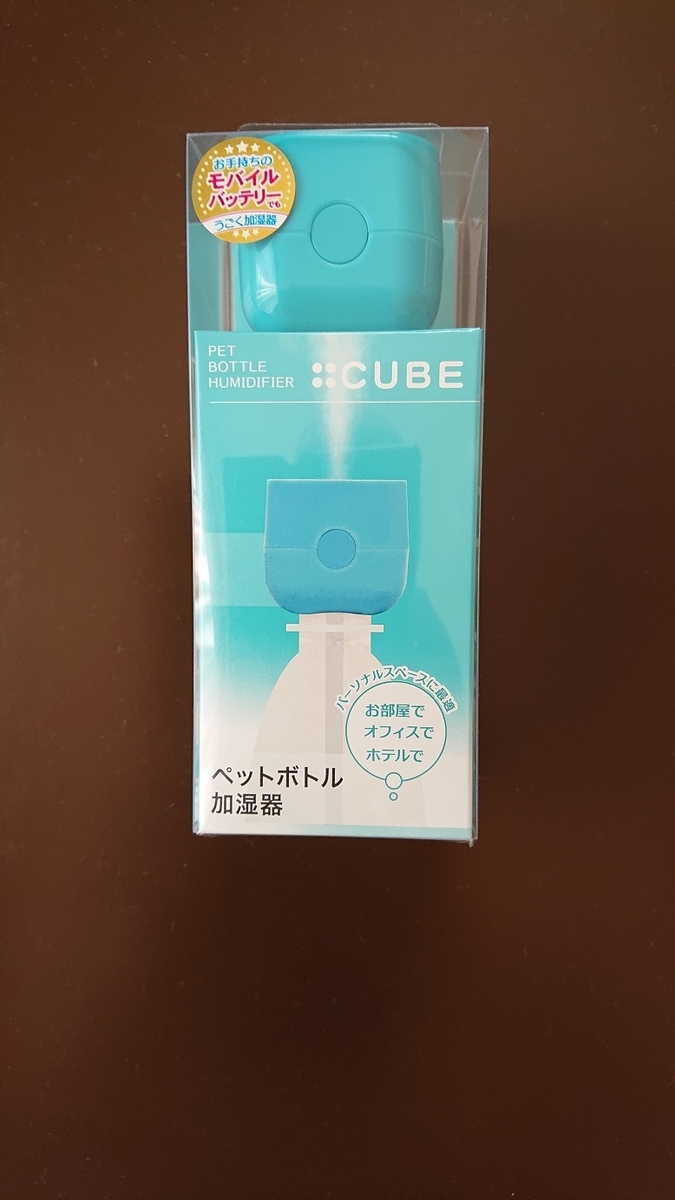 お手持ちの
モバイル
バッテリーでも
うごく加湿器
PET
BOTTLE
HUMIDIFIER
CUBE
パーソナルスペースに最適
お部屋で
オフィスで
ホテルで
ペットボトル
加湿器